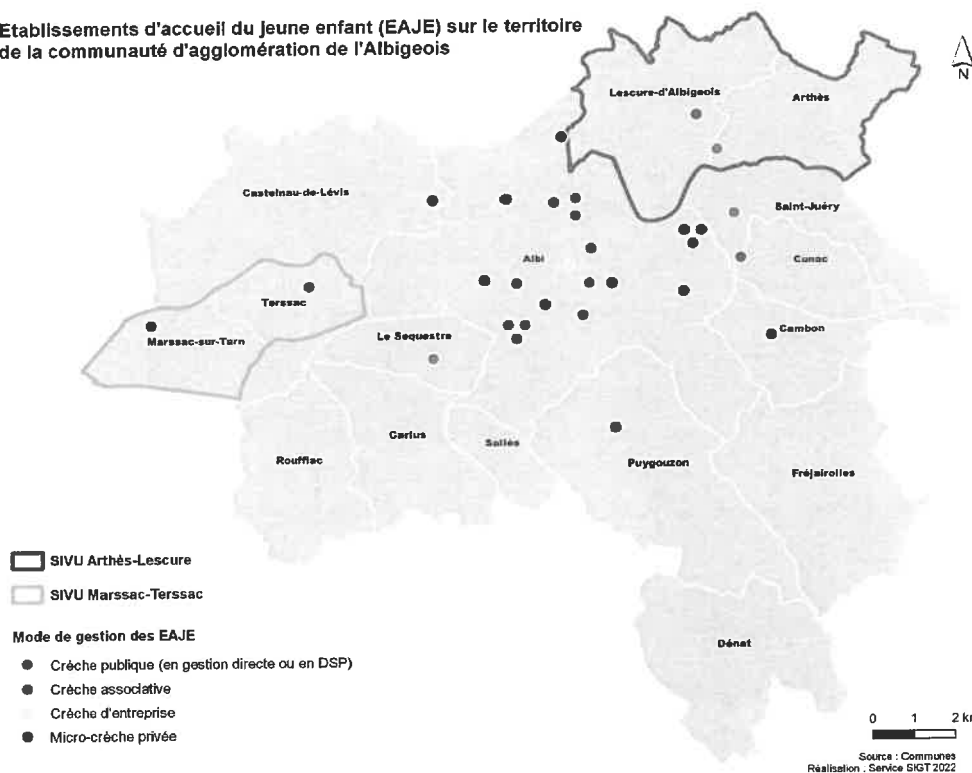 Etablissements d'accueil du jeune enfant (EAJE) sur le territoire
de la communauté d'agglomération de l'Albigeois
N
Lescure-d'Albigeois
Arthès
Castelnau-de-Lévis
Saint-Juéry
Albi
Cunac
Terssac
Marssac-sur-Tarn
Le Sequestre
Cambon
Carlus
Saliès
Rouffiac
Puygouzon
Fréjairolles
SIVU Arthès-Lescure
SIVU Marssac-Terssac
Mode de gestion des EAJE
Crèche publique (en gestion directe ou en DSP)
Crèche associative
Crèche d'entreprise
Micro-crèche privée
Dénat
0 1 2 km
Source : Communes
Réalisation : Service SIGT 2022